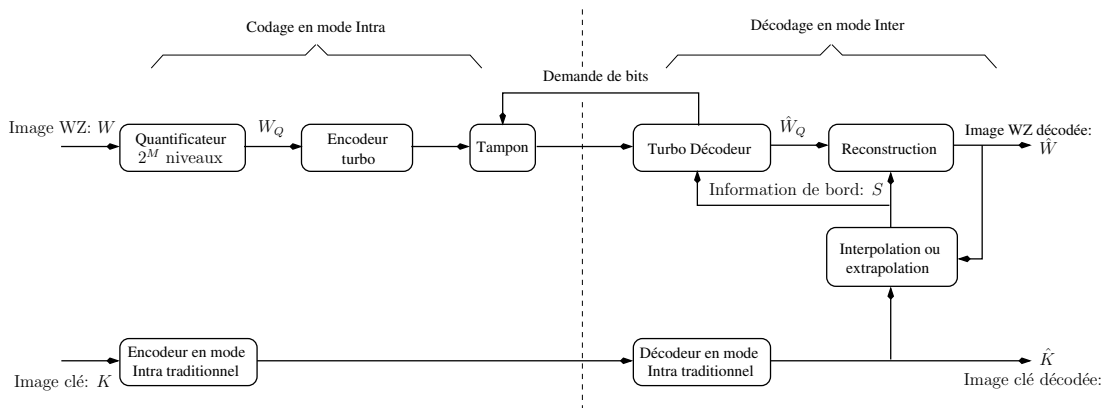 Codage en mode Intra
Décodage en mode Inter
Demande de bits
Image WZ: W
Quantificateur
2^M niveaux
W_Q
Encodeur
turbo
Tampon
Turbo Décodeur
Ŵ_Q
Reconstruction
Image WZ décodée:
Ŵ
Information de bord: S
Interpolation ou
extrapolation
Image clé: K
Encodeur en mode
Intra traditionnel
Décodeur en mode
Intra traditionnel
K̂
Image clé décodée: